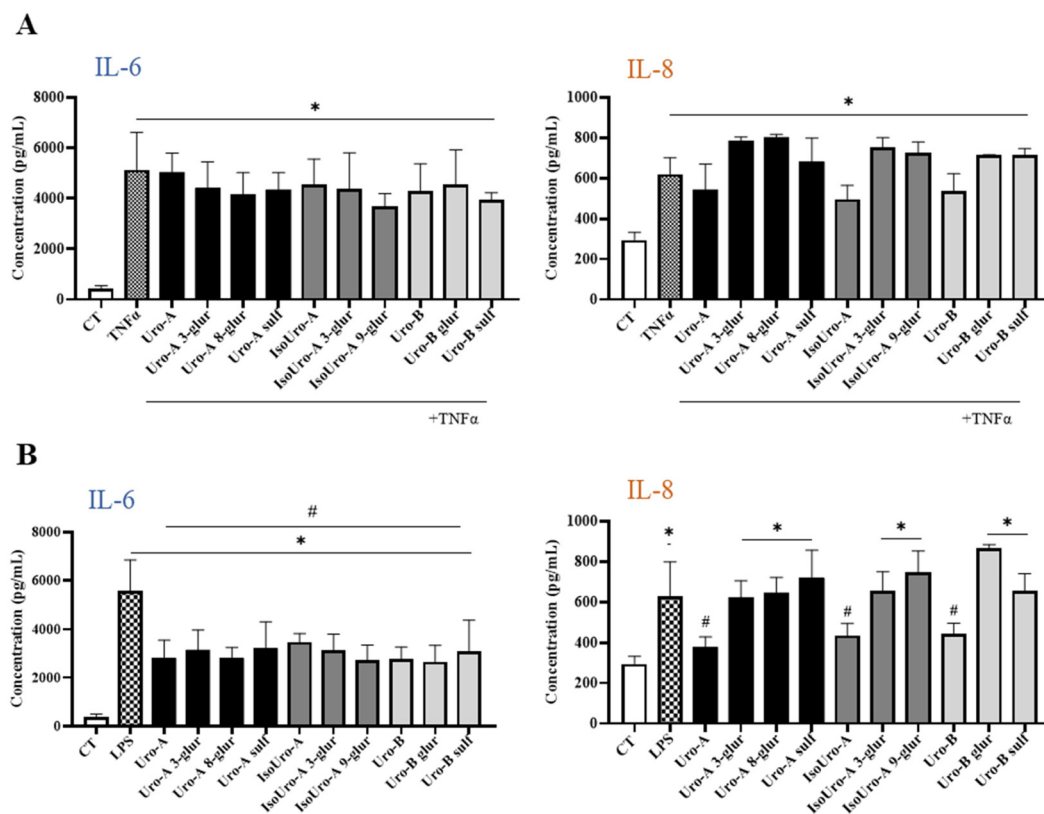 A
IL-6
Concentration (pg/mL)
8000
6000
4000
2000
0
*
CT
TNFα
Uro-A
Uro-A 3-glur
Uro-A 8-glur
Uro-A sulf
IsoUro-A
IsoUro-A 3-glur
IsoUro-A 9-glur
Uro-B
Uro-B glur
Uro-B sulf
+TNFα
IL-8
Concentration (pg/mL)
1000
800
600
400
200
0
*
CT
TNFα
Uro-A
Uro-A 3-glur
Uro-A 8-glur
Uro-A sulf
IsoUro-A
IsoUro-A 3-glur
IsoUro-A 9-glur
Uro-B
Uro-B glur
Uro-B sulf
+TNFα
B
IL-6
Concentration (pg/mL)
8000
6000
4000
2000
0
#
*
CT
LPS
Uro-A
Uro-A 3-glur
Uro-A 8-glur
Uro-A sulf
IsoUro-A
IsoUro-A 3-glur
IsoUro-A 9-glur
Uro-B
Uro-B glur
Uro-B sulf
IL-8
Concentration (pg/mL)
1000
800
600
400
200
0
* # * # * # *
CT
LPS
Uro-A
Uro-A 3-glur
Uro-A 8-glur
Uro-A sulf
IsoUro-A
IsoUro-A 3-glur
IsoUro-A 9-glur
Uro-B
Uro-B glur
Uro-B sulf